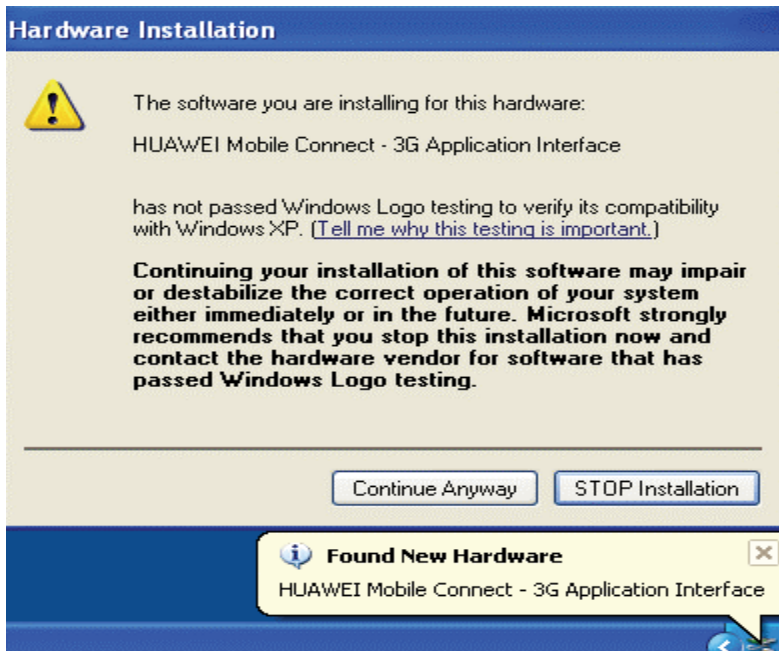 Hardware Installation
The software you are installing for this hardware:
HUAWEI Mobile Connect - 3G Application Interface
has not passed Windows Logo testing to verify its compatibility
with Windows XP. (Tell me why this testing is important.)
Continuing your installation of this software may impair
or destabilize the correct operation of your system
either immediately or in the future. Microsoft strongly
recommends that you stop this installation now and
contact the hardware vendor for software that has
passed Windows Logo testing.
Continue Anyway
STOP Installation
Found New Hardware
HUAWEI Mobile Connect - 3G Application Interface